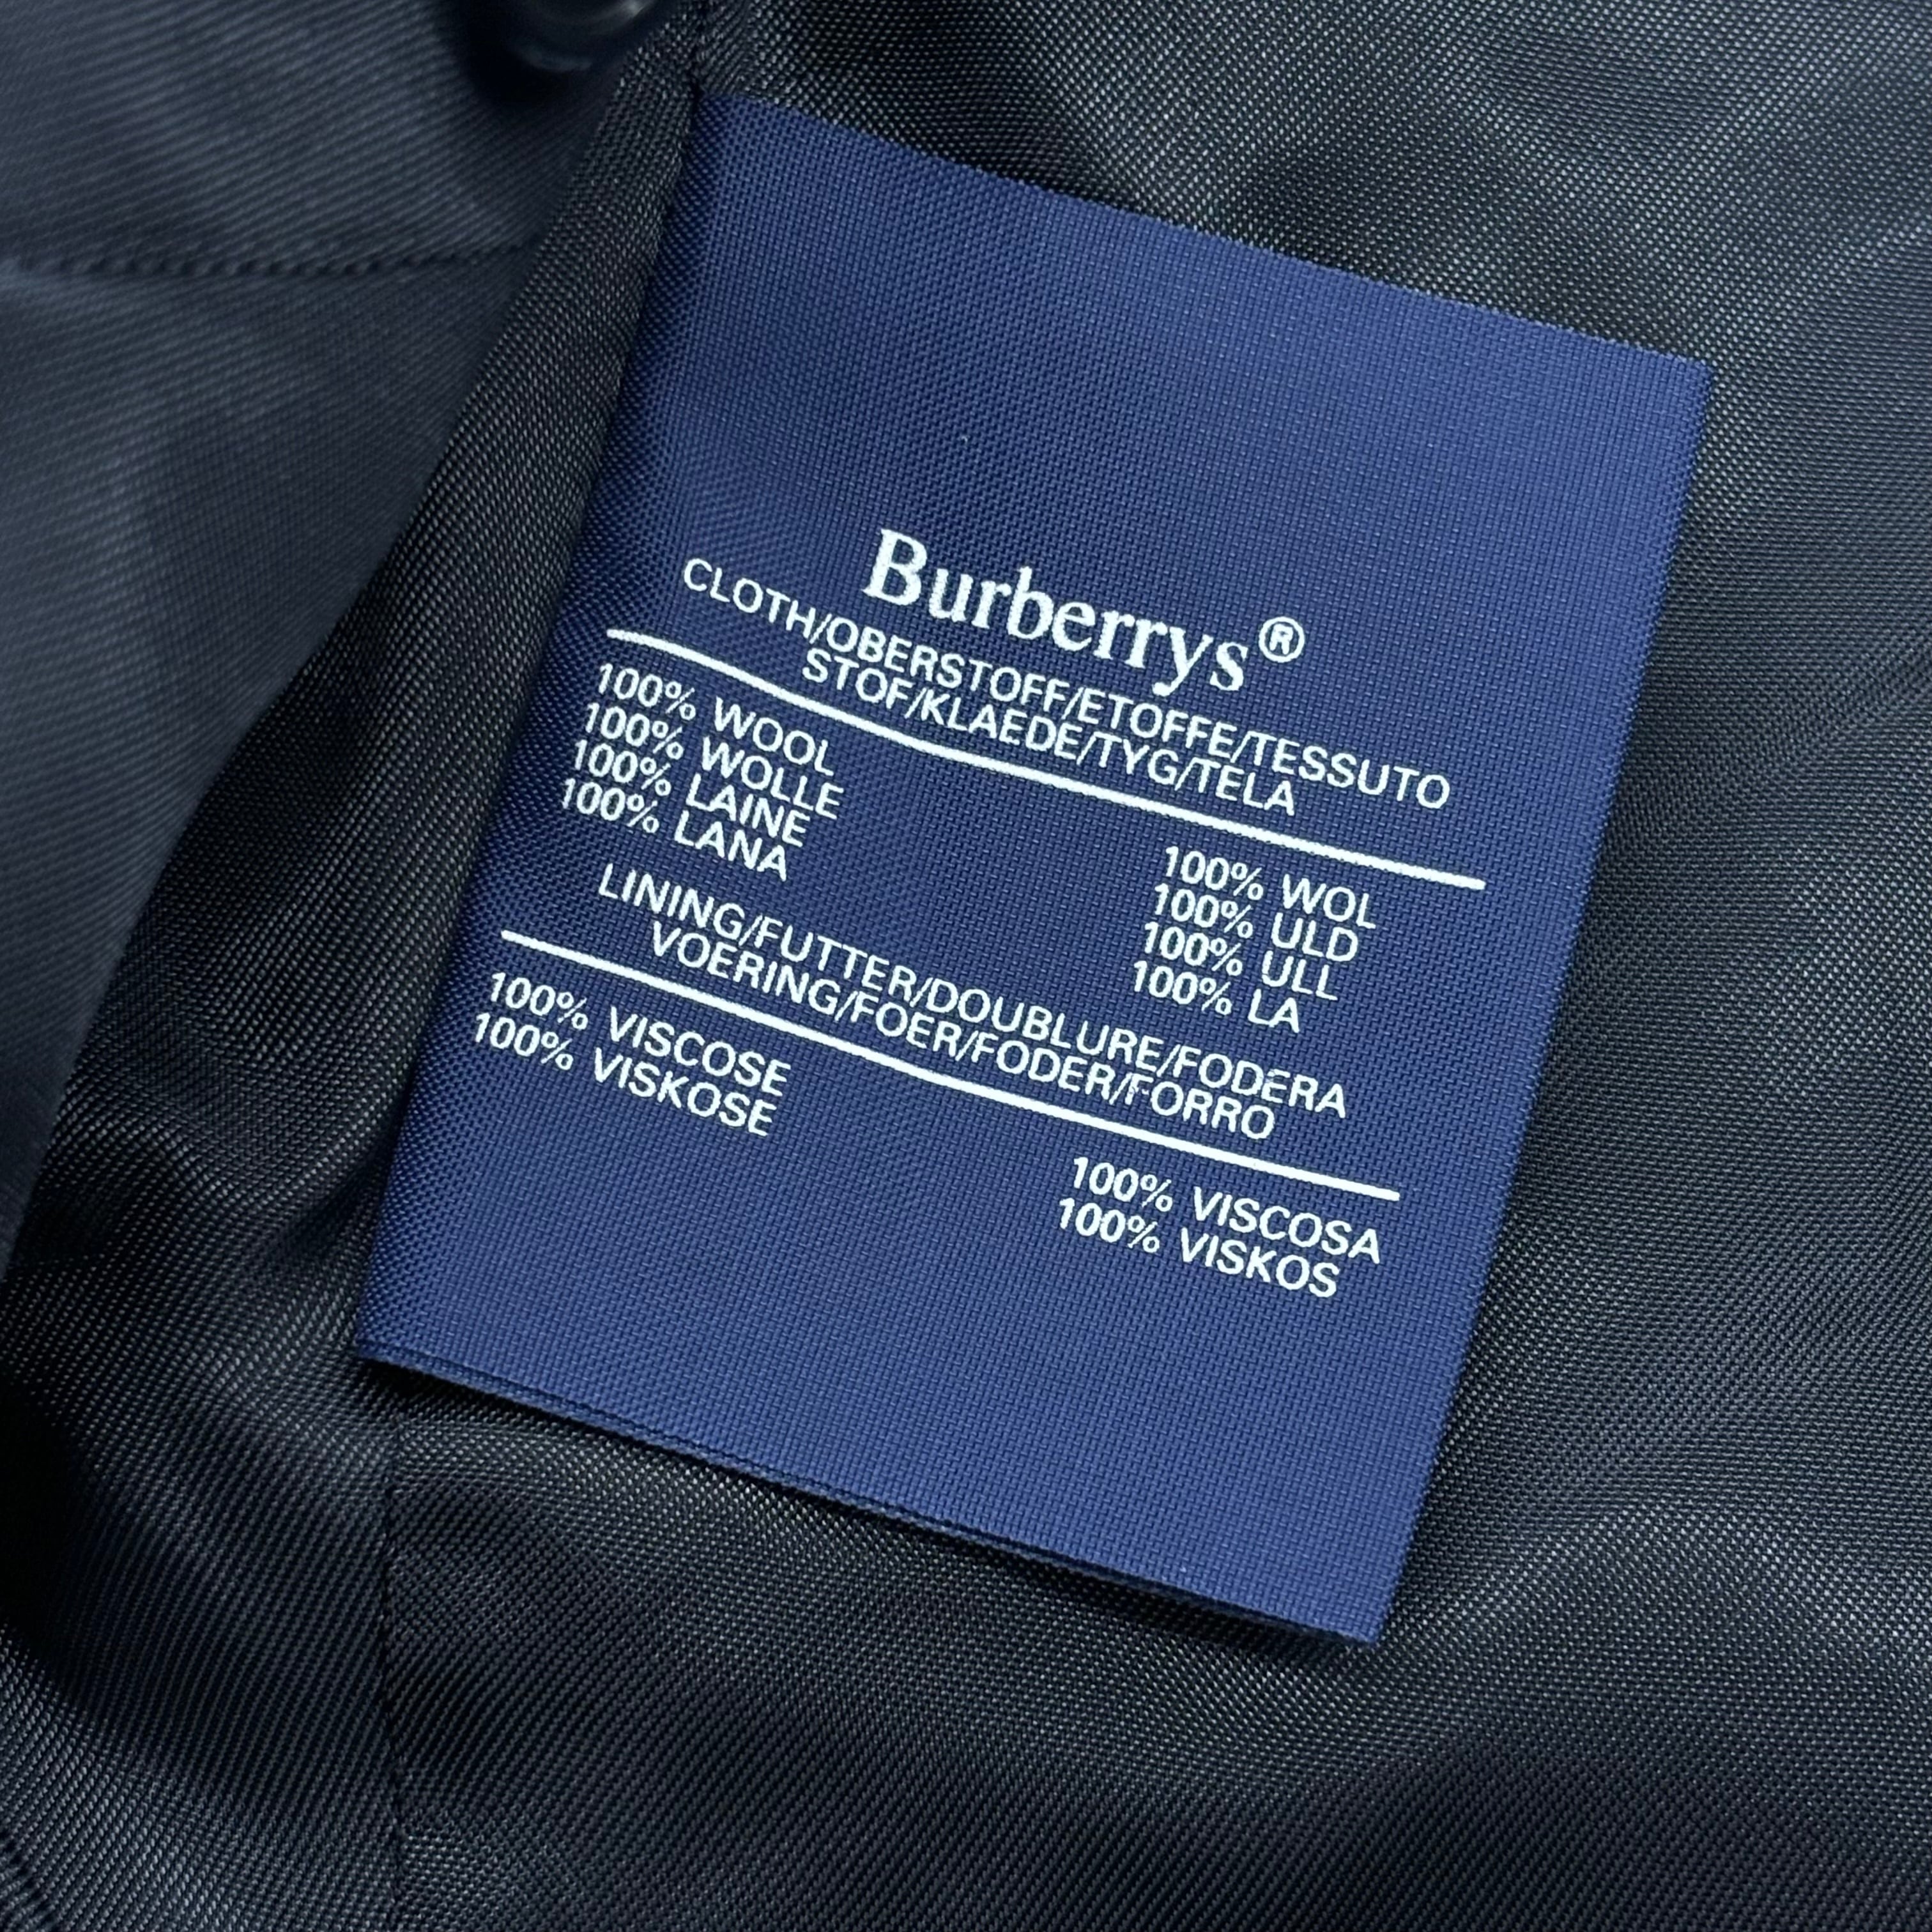 Burberrys®
CLOTH/OBERSTOFF/ETOFFE/TESSUTO
STOF/KLAEDE/TYG/TELA
100% WOOL
100% WOLLE
100% LAINE
100% LANA
100% WOL
100% ULD
100% ULL
100% LA
LINING/FUTTER/DOUBLURE/FODERA
VOERING/FOER/FODER/FORRO
100% VISCOSE
100% VISKOSE
100% VISCOSA
100% VISKOS